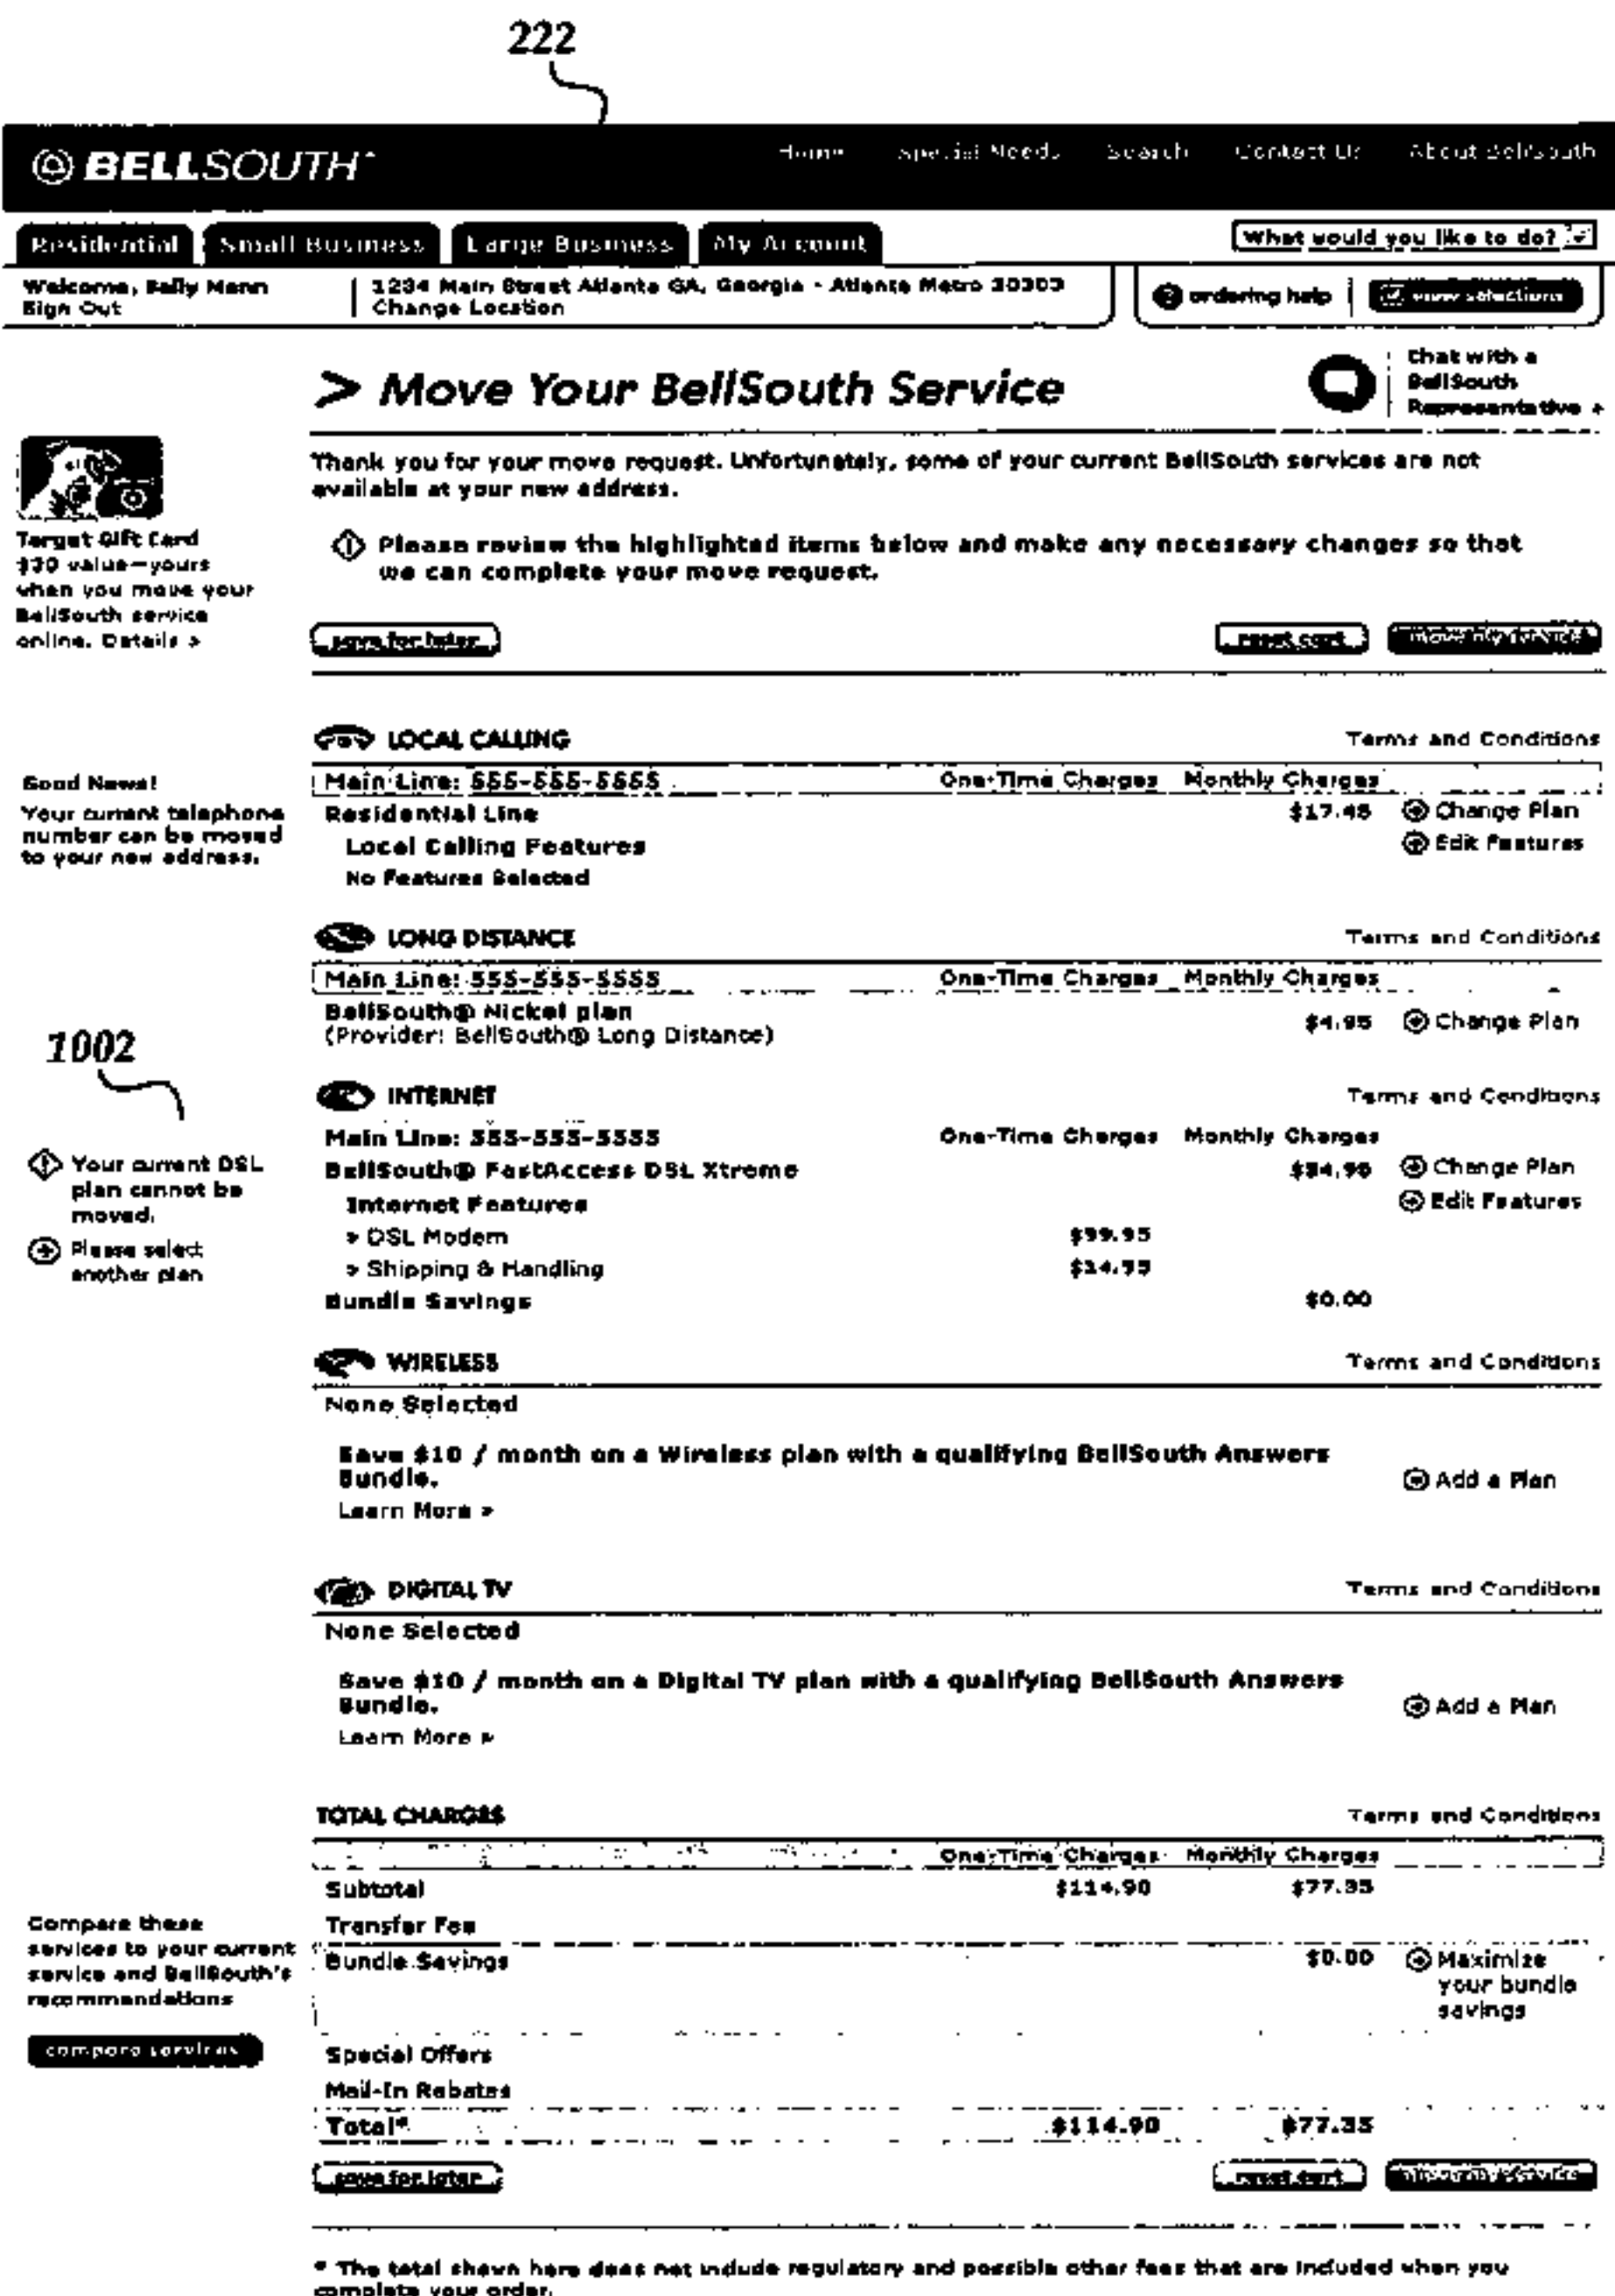 222
BELLSOUTH
Home Special Needs Search Contact Us About BellSouth
Residential Small Business Large Business My Account
What would you like to do?
Welcome, Sally Mann
Sign Out
1234 Main Street Atlanta GA, Georgia - Atlanta Metro 30303
Change Location
ordering help
view selections
> Move Your BellSouth Service
Chat with a
BellSouth
Representative »
Thank you for your move request. Unfortunately, some of your current BellSouth services are not
available at your new address.
Target Gift Card
value—yours
when you move your
BellSouth service
online. Details »
Please review the highlighted items below and make any necessary changes so that
we can complete your move request.
save for later
reset cart
move my service
LOCAL CALLING
Terms and Conditions
Good News!
Your current telephone
number can be moved
to your new address.
Main Line: 555-555-5555 One-Time Charges Monthly Charges
Residential Line $17.45 Change Plan
Local Calling Features Edit Features
No Features Selected
LONG DISTANCE
Terms and Conditions
Main Line: 555-555-5555 One-Time Charges Monthly Charges
BellSouth® Nickel plan
(Provider: BellSouth® Long Distance)
$4.95 Change Plan
1002
INTERNET
Terms and Conditions
Main Line: 555-555-5555 One-Time Charges Monthly Charges
Your current DSL
plan cannot be
moved.
Please select
another plan
BellSouth® FastAccess DSL Xtreme $54.95 Change Plan
Internet Features Edit Features
» DSL Modem $99.95
» Shipping & Handling $14.95
Bundle Savings $0.00
WIRELESS
Terms and Conditions
None Selected
Save $10 / month on a Wireless plan with a qualifying BellSouth Answers
Bundle.
Add a Plan
Learn More »
DIGITAL TV
Terms and Conditions
None Selected
Save $10 / month on a Digital TV plan with a qualifying BellSouth Answers
Bundle.
Add a Plan
Learn More »
TOTAL CHARGES
Terms and Conditions
One-Time Charges Monthly Charges
Subtotal $114.90 $77.35
Transfer Fee
Compare these
services to your current
service and BellSouth's
recommendations
compare services
Bundle Savings $0.00
Maximize
your bundle
savings
Special Offers
Mail-In Rebates
Total* $114.90 $77.35
save for later
reset cart
move my service
* The total shown here does not include regulatory and possible other fees that are included when you
complete your order.